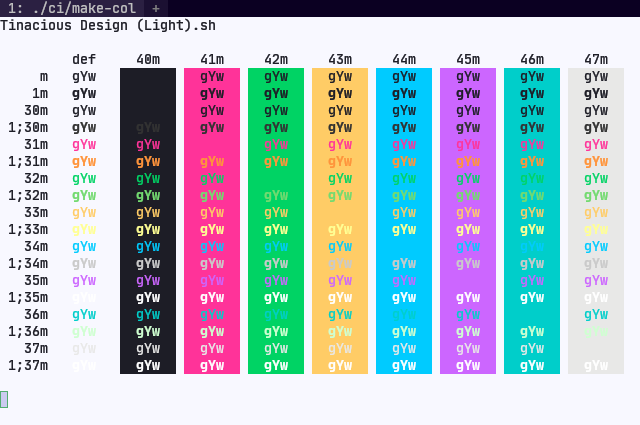 1: ./ci/make-col +
Tinacious Design (Light).sh
def 40m 41m 42m 43m 44m 45m 46m 47m
m gYw gYw gYw gYw gYw gYw gYw gYw
1m gYw gYw gYw gYw gYw gYw gYw gYw
30m gYw gYw gYw gYw gYw gYw gYw gYw
1;30m gYw gYw gYw gYw gYw gYw gYw gYw gYw
31m gYw gYw gYw gYw gYw gYw gYw gYw
1;31m gYw gYw gYw gYw gYw gYw gYw gYw gYw
32m gYw gYw gYw gYw gYw gYw gYw gYw
1;32m gYw gYw gYw gYw gYw gYw gYw gYw gYw
33m gYw gYw gYw gYw gYw gYw gYw gYw
1;33m gYw gYw gYw gYw gYw gYw gYw gYw gYw
34m gYw gYw gYw gYw gYw gYw gYw gYw
1;34m gYw gYw gYw gYw gYw gYw gYw gYw gYw
35m gYw gYw gYw gYw gYw gYw gYw gYw
1;35m gYw gYw gYw gYw gYw gYw gYw gYw gYw
36m gYw gYw gYw gYw gYw gYw gYw gYw
1;36m gYw gYw gYw gYw gYw gYw gYw gYw gYw
37m gYw gYw gYw gYw gYw gYw gYw gYw
1;37m gYw gYw gYw gYw gYw gYw gYw gYw gYw